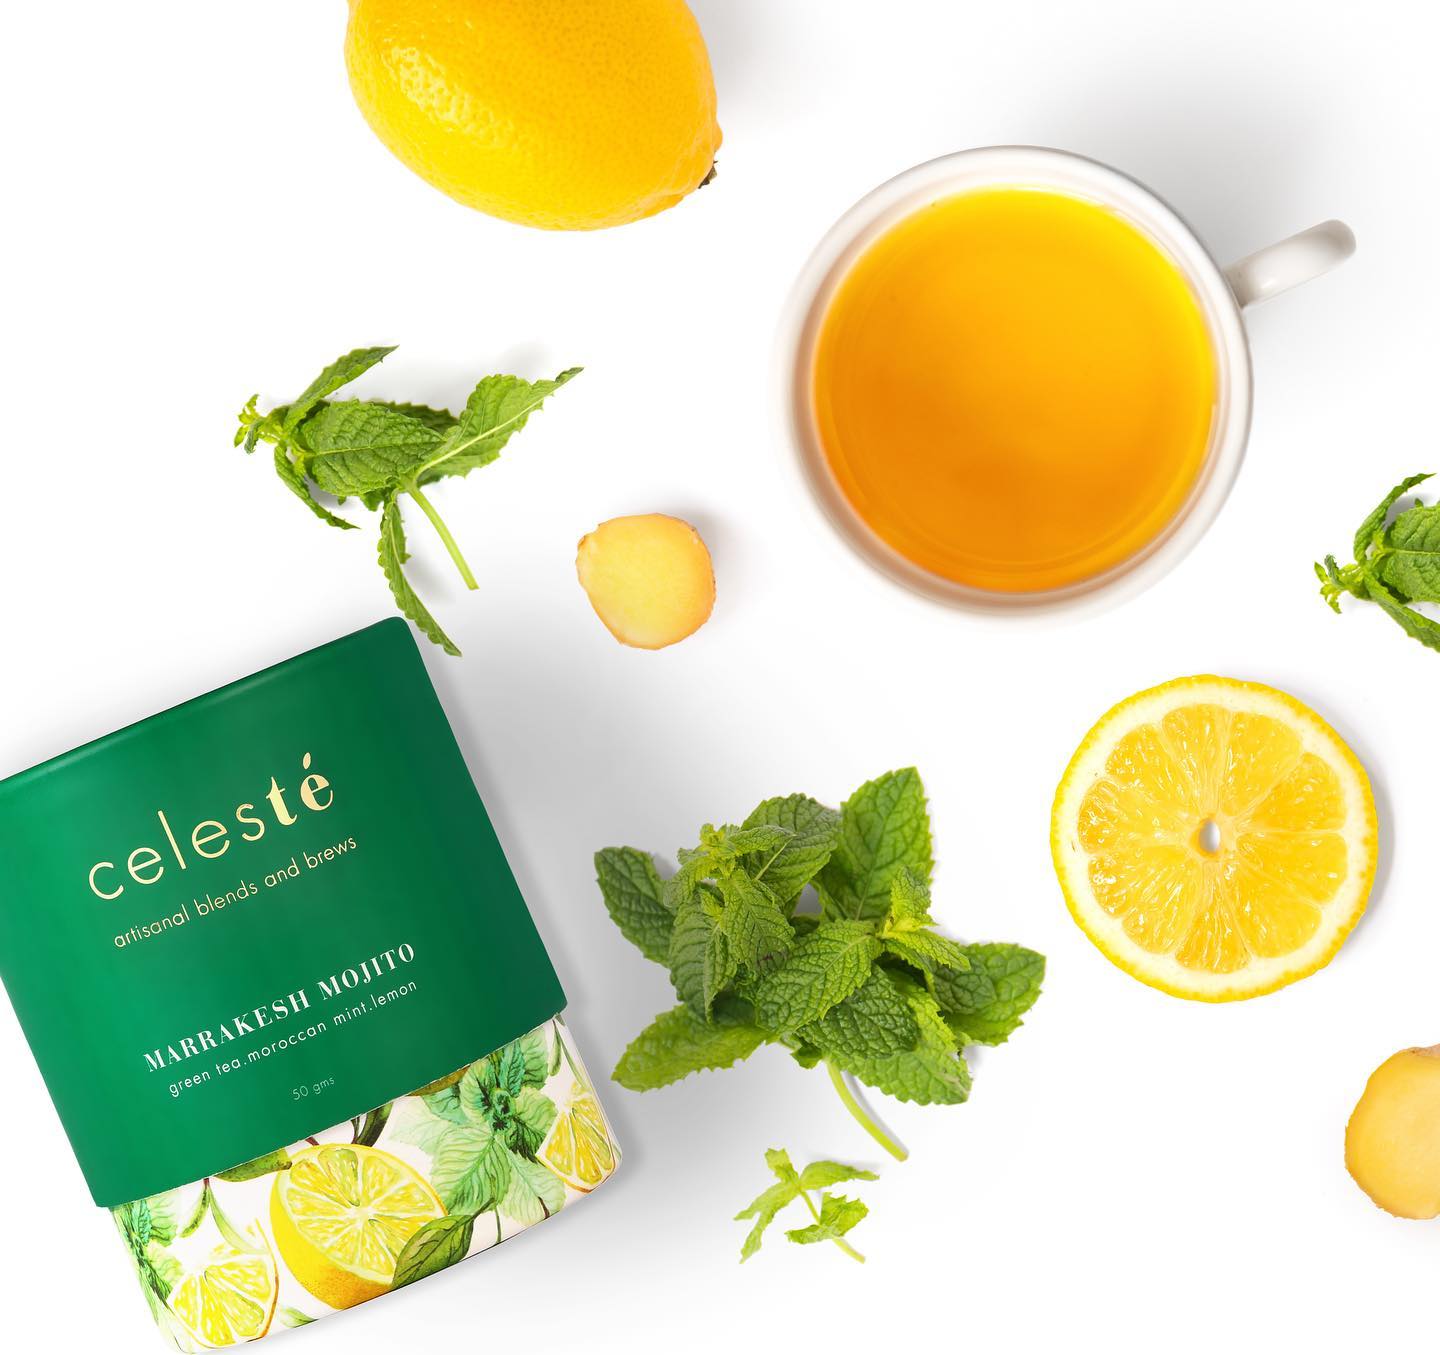 celesté
artisanal blends and brews
MARRAKESH MOJITO
green tea.moroccan mint.lemon
50 gms